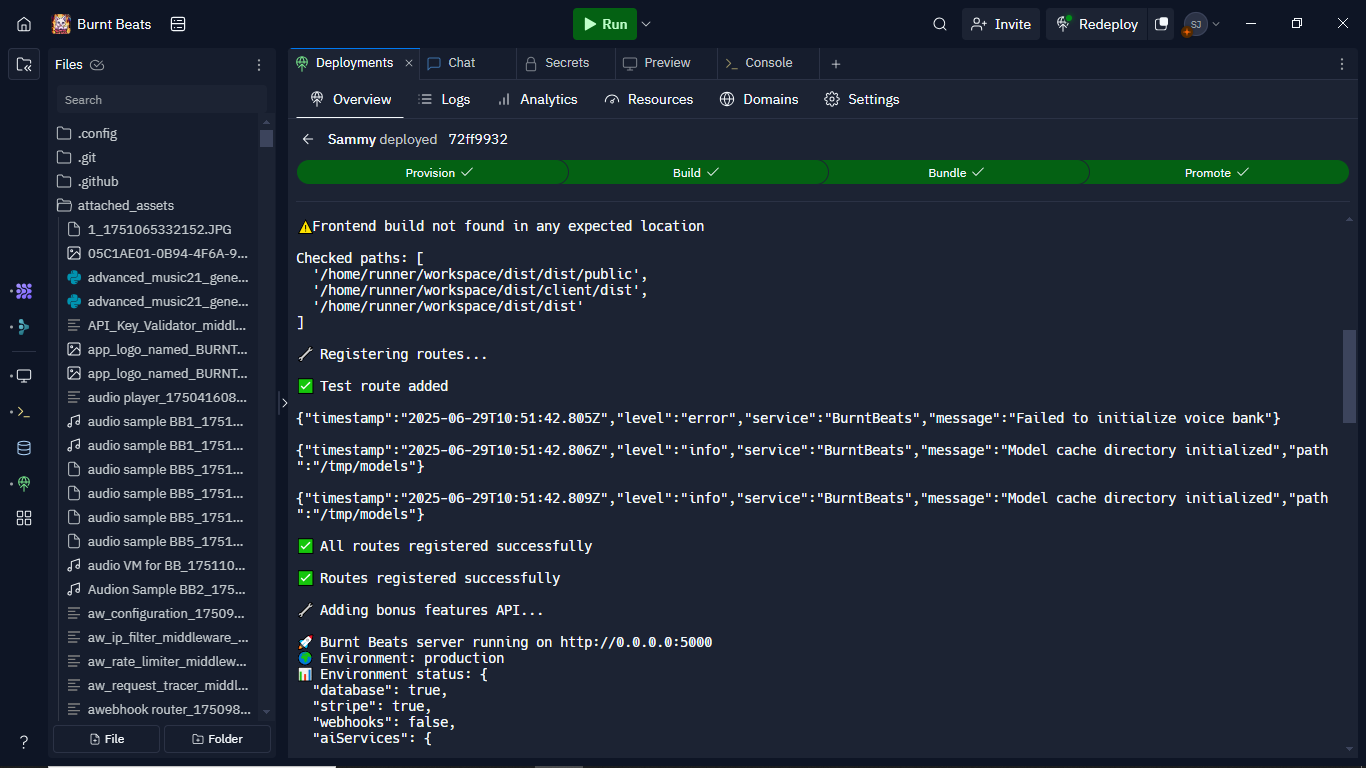 Burnt Beats
Run
Invite
Redeploy
SJ
Files
Search
.config
.git
.github
attached_assets
1_1751065332152.JPG
05C1AE01-0B94-4F6A-9...
advanced_music21_gene...
advanced_music21_gene...
API_Key_Validator_middl...
app_logo_named_BURNT...
app_logo_named_BURNT...
audio player_175041608...
audio sample BB1_1751...
audio sample BB1_1751...
audio sample BB5_1751...
audio sample BB5_1751...
audio sample BB5_1751...
audio sample BB5_1751...
audio VM for BB_175110...
Audion Sample BB2_175...
aw_configuration_17509...
aw_ip_filter_middleware_...
aw_rate_limiter_middlew...
aw_request_tracer_middl...
awebhook router_175098...
File
Folder
Deployments
Chat
Secrets
Preview
Console
Overview
Logs
Analytics
Resources
Domains
Settings
Sammy deployed 72ff9932
Provision
Build
Bundle
Promote
⚠️Frontend build not found in any expected location
Checked paths: [
'/home/runner/workspace/dist/dist/public',
'/home/runner/workspace/dist/client/dist',
'/home/runner/workspace/dist/dist'
]
Registering routes...
✅ Test route added
{"timestamp":"2025-06-29T10:51:42.805Z","level":"error","service":"BurntBeats","message":"Failed to initialize voice bank"}
{"timestamp":"2025-06-29T10:51:42.806Z","level":"info","service":"BurntBeats","message":"Model cache directory initialized","path
":"/tmp/models"}
{"timestamp":"2025-06-29T10:51:42.809Z","level":"info","service":"BurntBeats","message":"Model cache directory initialized","path
":"/tmp/models"}
✅ All routes registered successfully
✅ Routes registered successfully
Adding bonus features API...
🚀 Burnt Beats server running on http://0.0.0.0:5000
Environment: production
📊 Environment status: {
"database": true,
"stripe": true,
"webhooks": false,
"aiServices": {